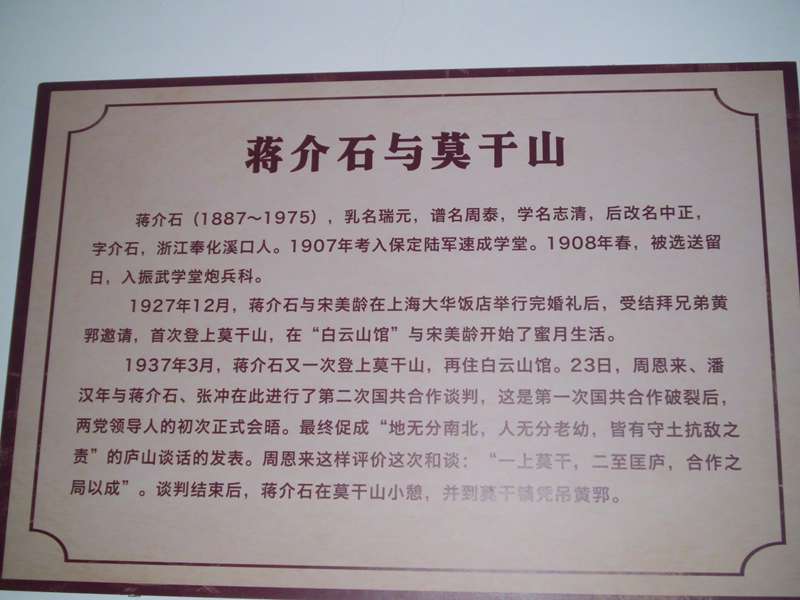 蒋介石与莫干山
蒋介石（1887～1975），乳名瑞元，谱名周泰，学名志清，后改名中正，
字介石，浙江奉化溪口人。1907年考入保定陆军速成学堂。1908年春，被选送留
日，入振武学堂炮兵科。
1927年12月，蒋介石与宋美龄在上海大华饭店举行完婚礼后，受结拜兄弟黄
郛邀请，首次登上莫干山，在“白云山馆”与宋美龄开始了蜜月生活。
1937年3月，蒋介石又一次登上莫干山，再住白云山馆。23日，周恩来、潘
汉年与蒋介石、张冲在此进行了第二次国共合作谈判，这是第一次国共合作破裂后，
两党领导人的初次正式会晤。最终促成“地无分南北，人无分老幼，皆有守土抗敌之
责”的庐山谈话的发表。周恩来这样评价这次和谈：“一上莫干，二至匡庐，合作之
局以成”。谈判结束后，蒋介石在莫干山小憩，并到莫干镇凭吊黄郛。